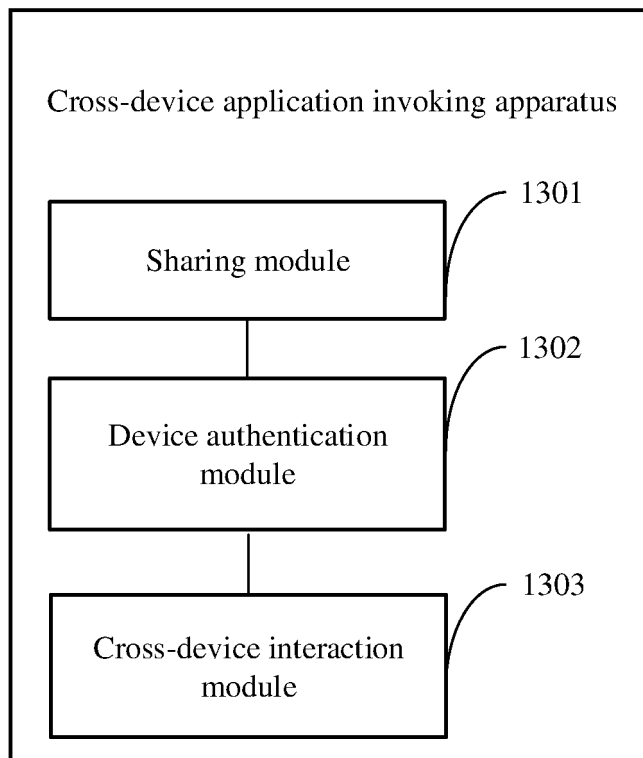 Cross-device application invoking apparatus
1301
Sharing module
1302
Device authentication
module
1303
Cross-device interaction
module